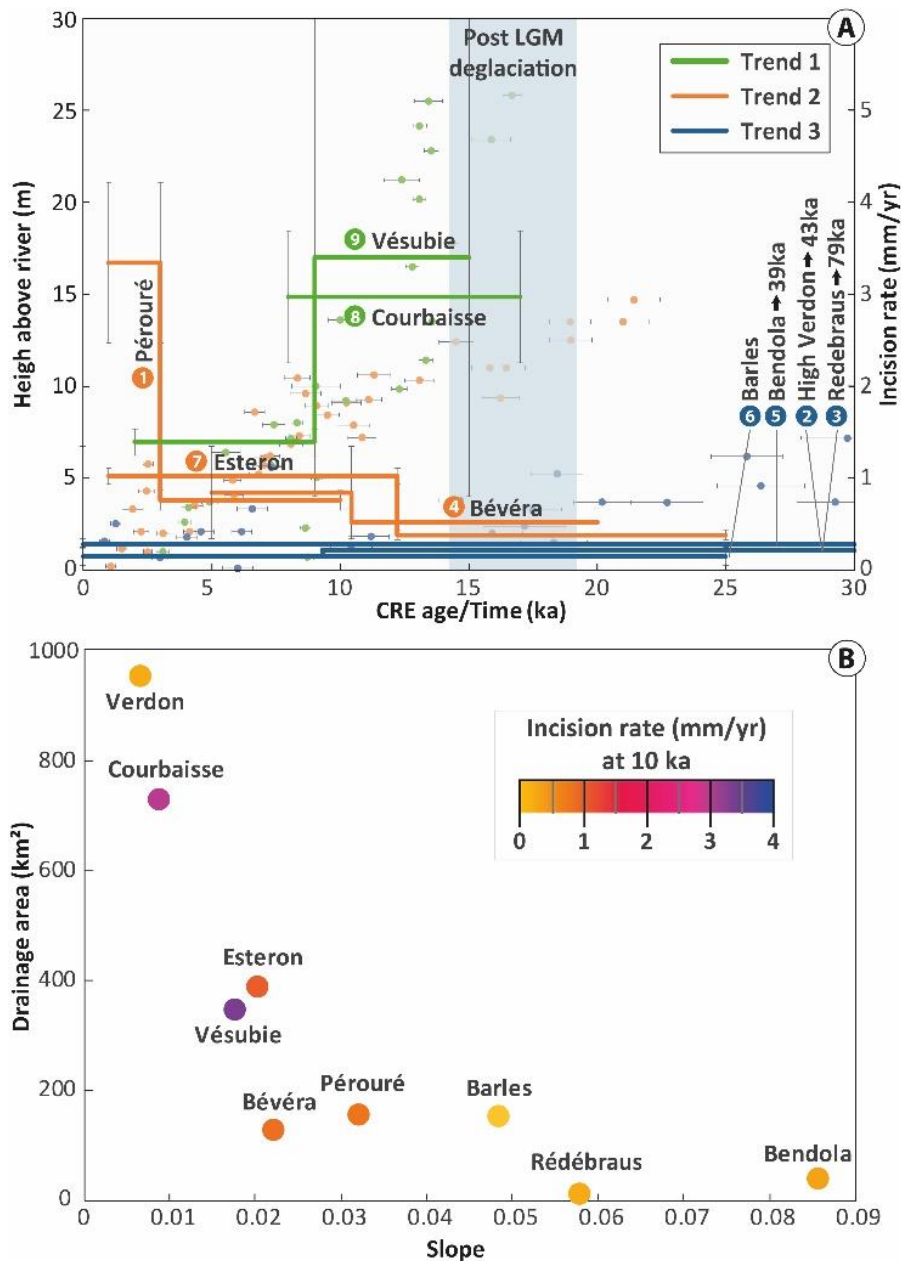 A
Post LGM
deglaciation
Trend 1
Trend 2
Trend 3
30
25
20
15
10
5
0
Heigh above river (m)
5
4
3
2
1
0
Incision rate (mm/yr)
1 Pérouré
9 Vésubie
8 Courbaisse
7 Esteron
4 Bévéra
6 Barles
5 Bendola➞39ka
2 High Verdon➞43ka
3 Redebraus➞79ka
0 5 10 15 20 25 30
CRE age/Time (ka)
B
1000
800
600
400
200
0
Drainage area (km²)
Verdon
Courbaisse
Incision rate (mm/yr)
at 10 ka
0 1 2 3 4
Esteron
Vésubie
Bévéra
Pérouré
Barles
Rédébraus
Bendola
0 0.01 0.02 0.03 0.04 0.05 0.06 0.07 0.08 0.09
Slope